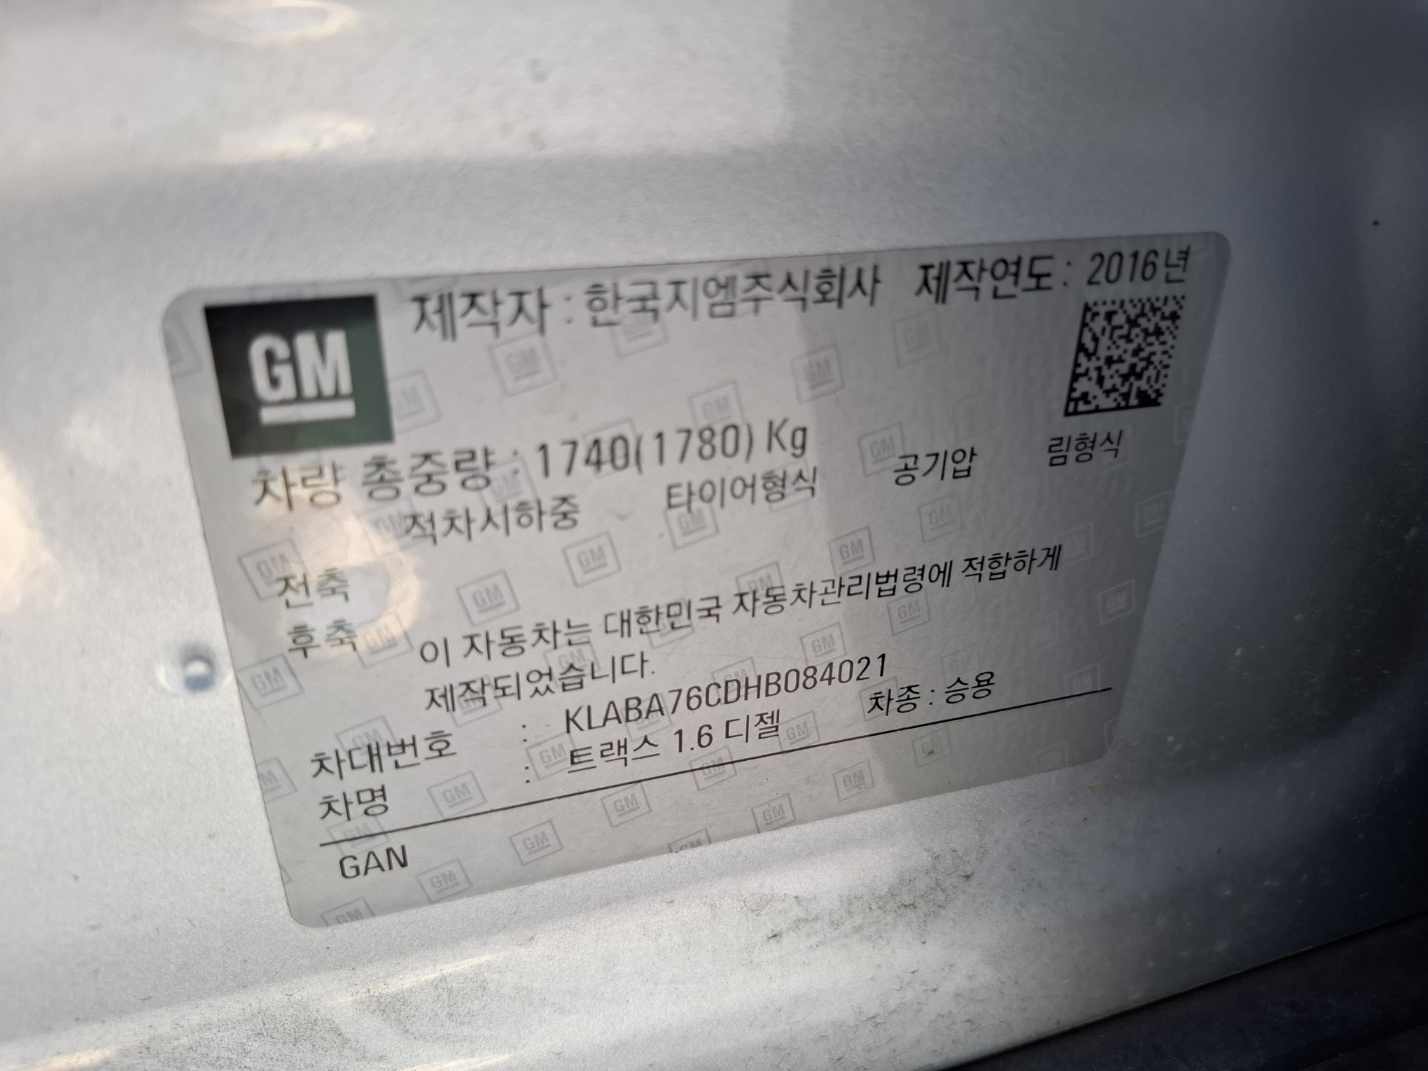 GM
제작자 : 한국지엠주식회사 제작연도 : 2016년
차량 총중량 : 1740(1780) Kg
적차시하중 타이어형식 공기압 림형식
전축
후축
이 자동차는 대한민국 자동차관리법령에 적합하게
제작되었습니다.
차대번호 : KLABA76CDHB084021
차명 : 트랙스 1.6 디젤 차종 : 승용
GAN